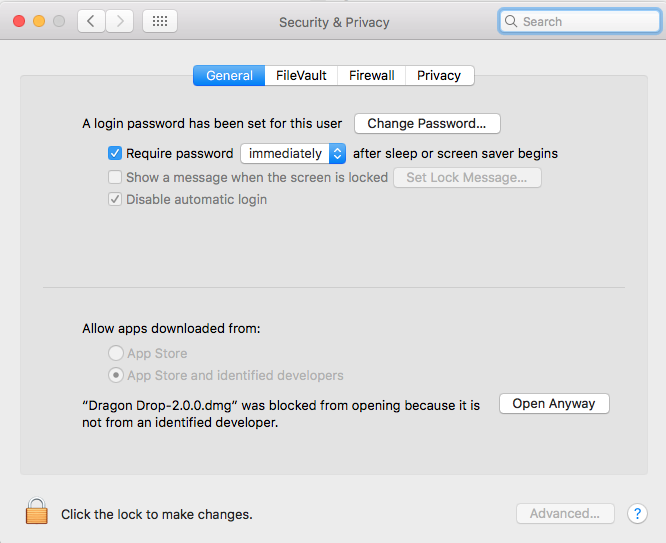 Security & Privacy
Search
General FileVault Firewall Privacy
A login password has been set for this user Change Password...
Require password immediately after sleep or screen saver begins
Show a message when the screen is locked Set Lock Message...
Disable automatic login
Allow apps downloaded from:
App Store
App Store and identified developers
“Dragon Drop-2.0.0.dmg” was blocked from opening because it is
not from an identified developer.
Open Anyway
Click the lock to make changes.
Advanced...
?